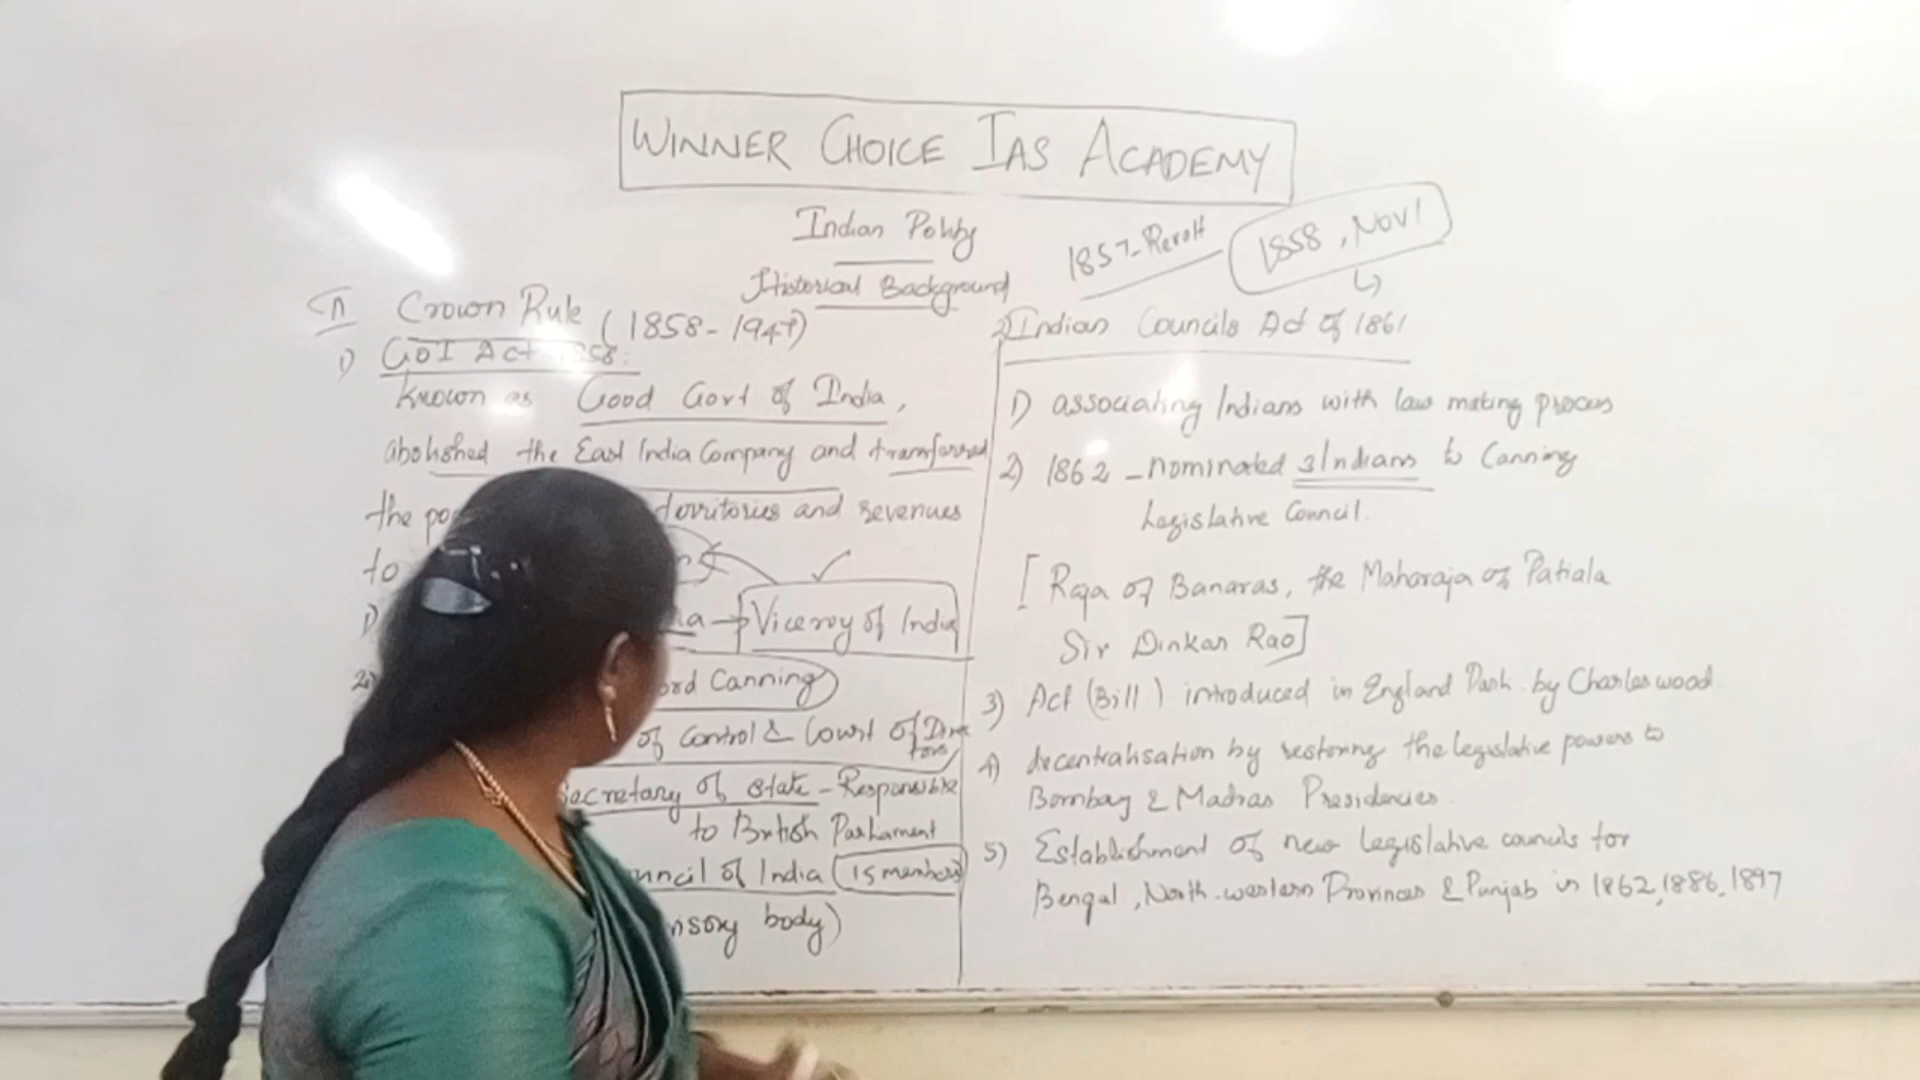 WINNER CHOICE IAS ACADEMY
Indian Polity
Historical Background
1857-Revolt
1858, NOV 1
II Crown Rule (1858-1947)
1) GOI Act 1858:
Known as Good Govt of India,
abolished the East India Company and transferred
the territories and revenues
to
1) → Viceroy of India
2) Canning
of Control & Court of Directors
Secretary of State - Responsible
to British Parliament
of India (15 members)
body)
2) Indian Councils Act of 1861
1) associating Indians with law making process
2) 1862 - nominated 3 Indians to Canning
Legislative Council.
[Raja of Banaras, the Maharaja of Patiala
Sir Dinkar Rao]
3) Act (Bill) introduced in England Parli. by Charles wood
4) decentralisation by restoring the legislative powers to
Bombay & Madras Presidencies.
5) Establishment of new legislative councils for
Bengal, North-western Provinces & Punjab in 1862, 1886, 1897